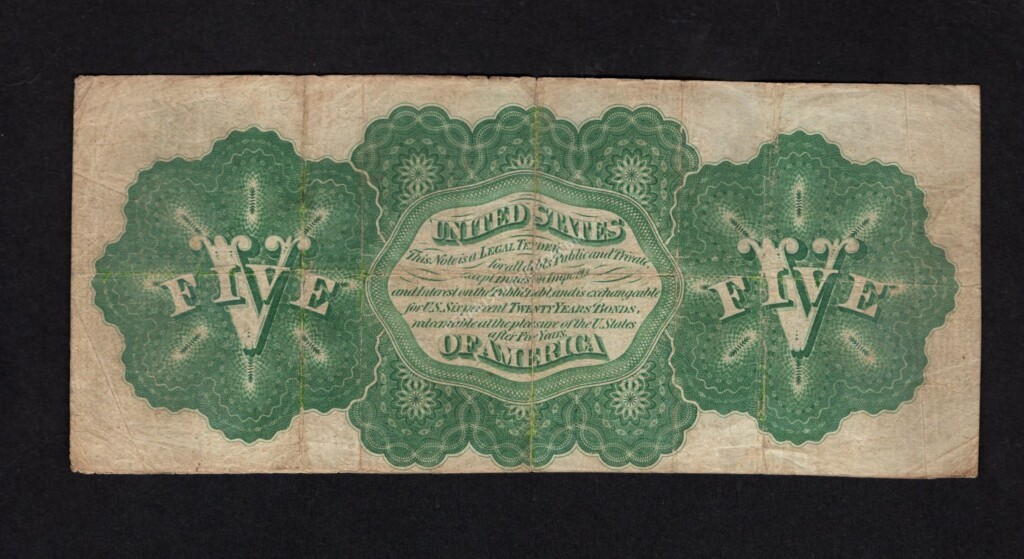 UNITED STATES
This Note is a LEGAL TENDER
for all debts Public and Private,
except Duties on Imports
and Interest on the Public Debt, and is exchangeable
for U.S. Six per cent TWENTY YEARS BONDS,
redeemable at the pleasure of the U. States
after Five Years.
OF AMERICA
V
FIVE
V
FIVE